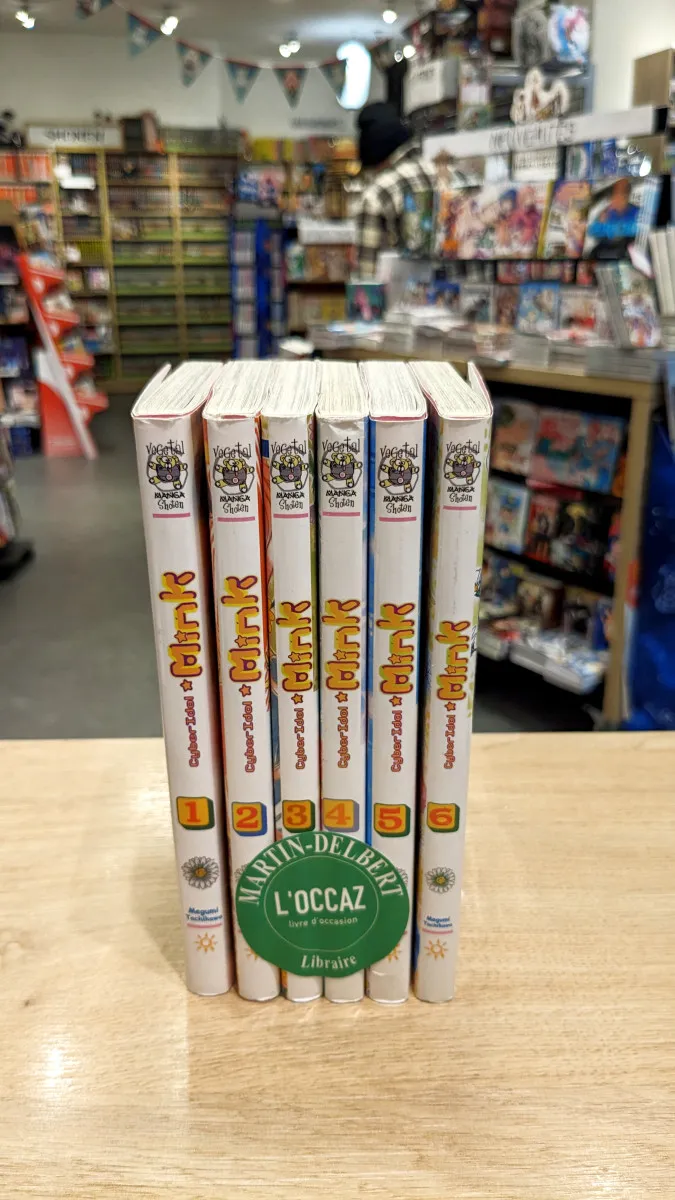 NOUVEAUTÉS
Vegetal
MANGA
Shoten
Cyber Idol ★ Mink
1
Megumi
Tachikawa
Vegetal
MANGA
Shoten
Cyber Idol ★ Mink
2
Vegetal
MANGA
Shoten
Cyber Idol ★ Mink
3
Vegetal
MANGA
Shoten
Cyber Idol ★ Mink
4
Vegetal
MANGA
Shoten
Cyber Idol ★ Mink
5
Vegetal
MANGA
Shoten
Cyber Idol ★ Mink
6
Megumi
Tachikawa
MARTIN-DELBERT
L'OCCAZ
livre d'occasion
Libraire